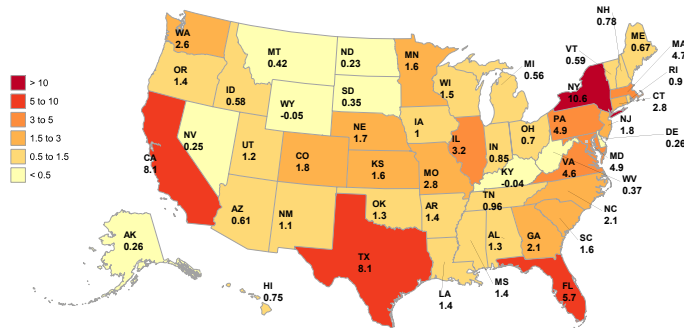 NH
0.78
WA
2.6
MT
0.42
ND
0.23
MN
1.6
VT
0.59
ME
0.67
MA
4.7
OR
1.4
ID
0.58
SD
0.35
WI
1.5
MI
0.56
RI
0.9
> 10
5 to 10
3 to 5
1.5 to 3
0.5 to 1.5
< 0.5
WY
-0.05
NY
10.6
CT
2.8
NV
0.25
NE
1.7
IA
1
PA
4.9
NJ
1.8
CA
8.1
UT
1.2
CO
1.8
KS
1.6
MO
2.8
IL
3.2
IN
0.85
OH
0.7
DE
0.26
KY
-0.04
VA
4.6
MD
4.9
WV
0.37
AZ
0.61
NM
1.1
OK
1.3
AR
1.4
TN
0.96
NC
2.1
AK
0.26
TX
8.1
AL
1.3
GA
2.1
SC
1.6
HI
0.75
LA
1.4
MS
1.4
FL
5.7